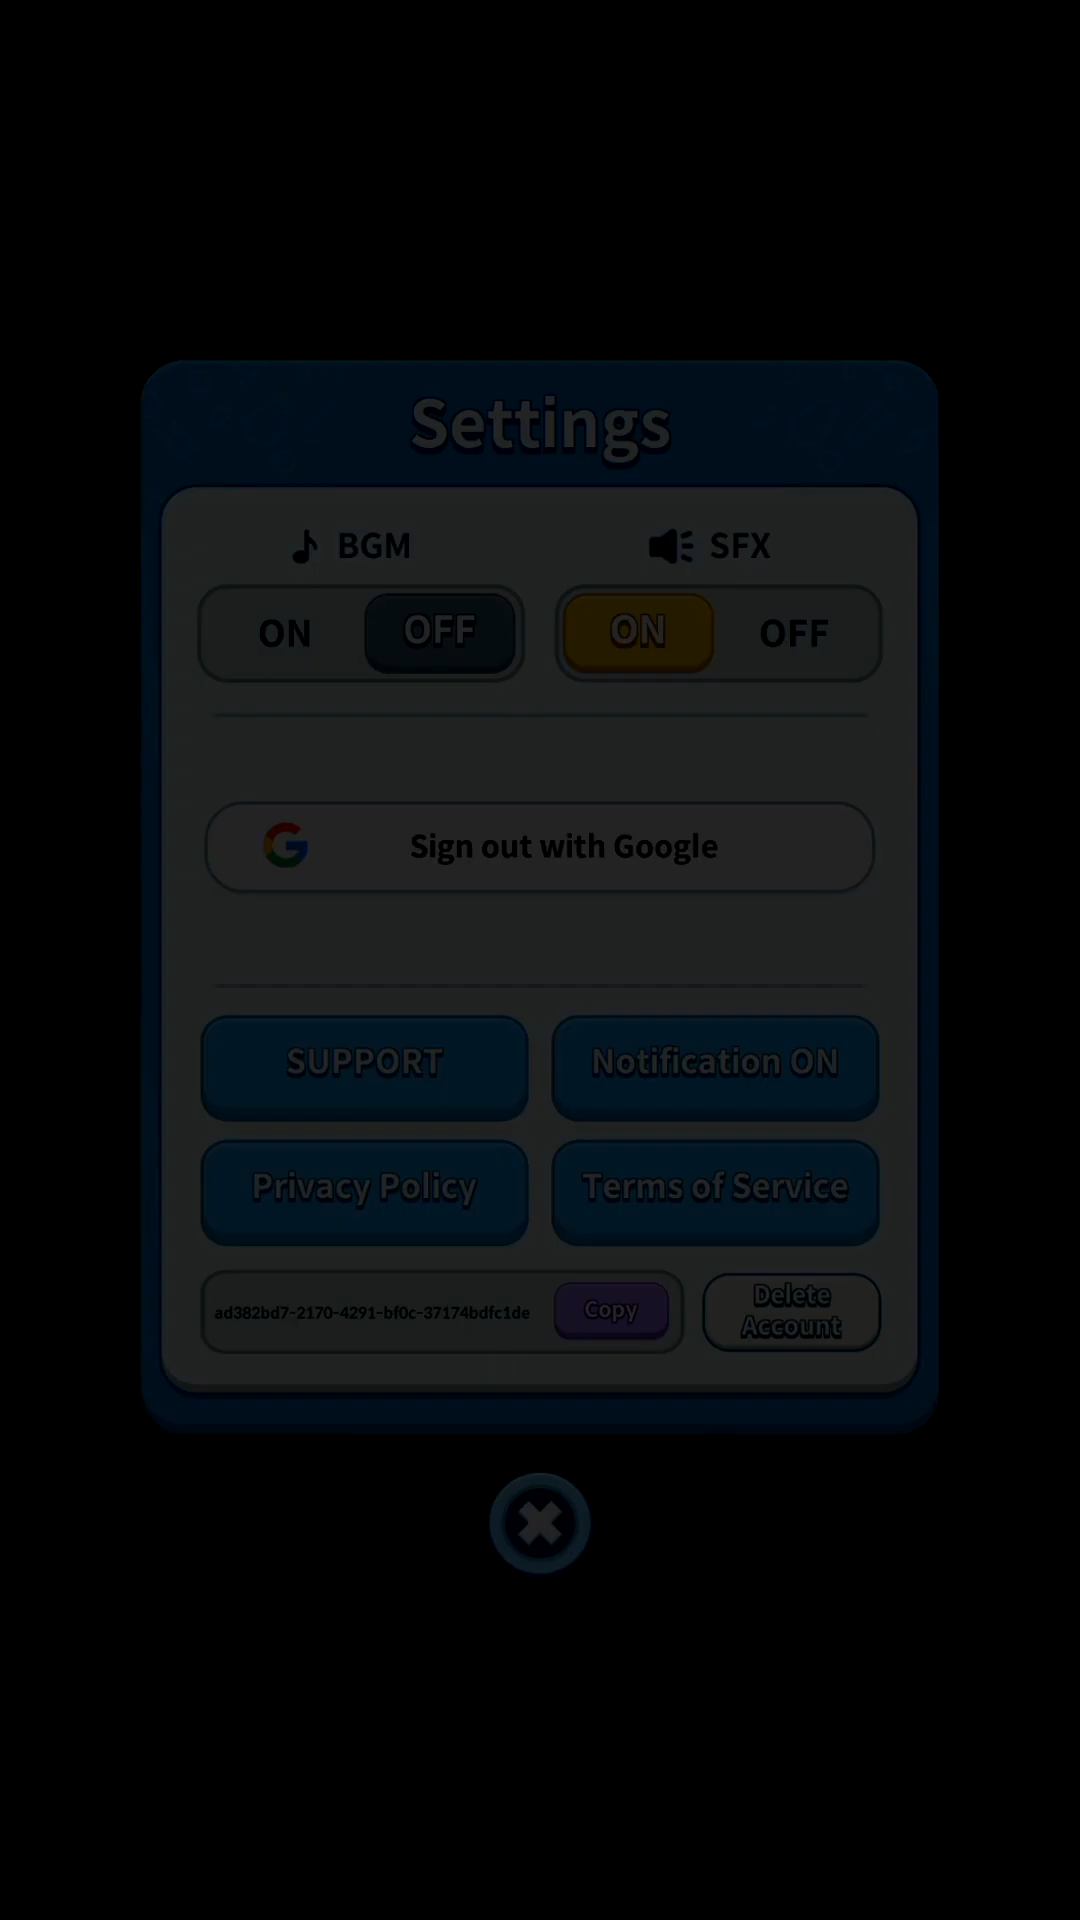 Settings
BGM
SFX
ON
OFF
ON
OFF
Sign out with Google
SUPPORT
Notification ON
Privacy Policy
Terms of Service
ad382bd7-2170-4291-bf0c-37174bdfc1de
Copy
Delete
Account